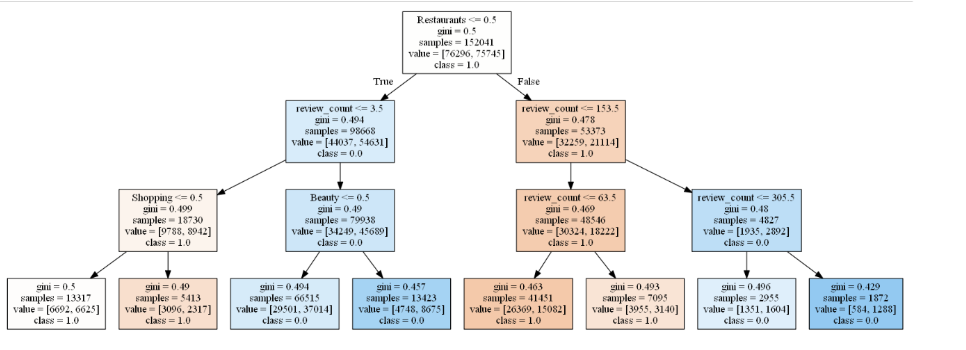 Restaurants <= 0.5
gini = 0.5
samples = 152041
value = [76296, 75745]
class = 1.0
True
False
review_count <= 3.5
gini = 0.494
samples = 98668
value = [44037, 54631]
class = 0.0
review_count <= 153.5
gini = 0.478
samples = 53373
value = [32259, 21114]
class = 1.0
Shopping <= 0.5
gini = 0.499
samples = 18730
value = [9788, 8942]
class = 1.0
Beauty <= 0.5
gini = 0.49
samples = 79938
value = [34249, 45689]
class = 0.0
review_count <= 63.5
gini = 0.469
samples = 48546
value = [30324, 18222]
class = 1.0
review_count <= 305.5
gini = 0.48
samples = 4827
value = [1935, 2892]
class = 0.0
gini = 0.5
samples = 13317
value = [6692, 6625]
class = 1.0
gini = 0.49
samples = 5413
value = [3096, 2317]
class = 1.0
gini = 0.494
samples = 66515
value = [29501, 37014]
class = 0.0
gini = 0.457
samples = 13423
value = [4748, 8675]
class = 0.0
gini = 0.463
samples = 41451
value = [26369, 15082]
class = 1.0
gini = 0.493
samples = 7095
value = [3955, 3140]
class = 1.0
gini = 0.496
samples = 2955
value = [1351, 1604]
class = 0.0
gini = 0.429
samples = 1872
value = [584, 1288]
class = 0.0